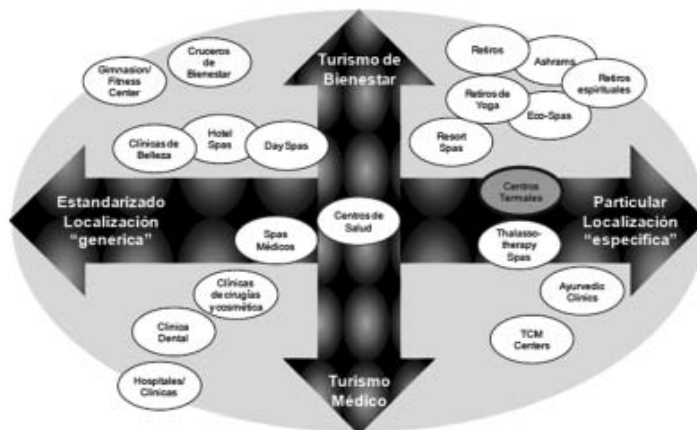 Turismo de
Bienestar
Cruceros
de
Bienestar
Gimnasion/
Fitness
Center
Clínicas de
Belleza
Hotel
Spas
Day Spas
Retiros
Ashrams
Retiros
espirituales
Retiros de
Yoga
Eco-Spas
Resort
Spas
Estandarizado
Localización
“generica”
Centros
Termales
Particular
Localización
“especifica”
Centros de
Salud
Spas
Médicos
Thalasso-
therapy
Spas
Clínicas
de cirugías
y cosmética
Ayurvedic
Clinics
Clinica
Dental
TCM
Centers
Hospitales/
Clínicas
Turismo
Médico